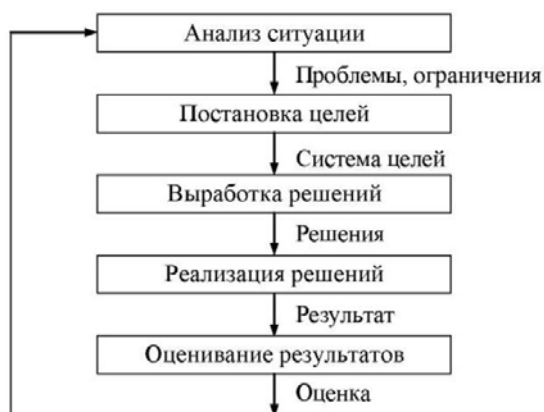 Анализ ситуации
Проблемы, ограничения
Постановка целей
Система целей
Выработка решений
Решения
Реализация решений
Результат
Оценивание результатов
Оценка